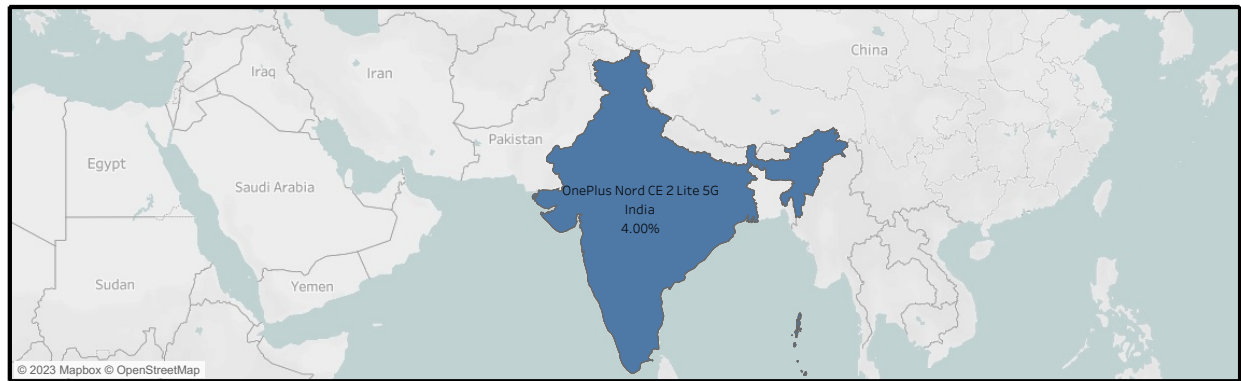 China
Iraq
Iran
Pakistan
Egypt
Saudi Arabia
OnePlus Nord CE 2 Lite 5G
India
4.00%
Sudan
Yemen
© 2023 Mapbox © OpenStreetMap